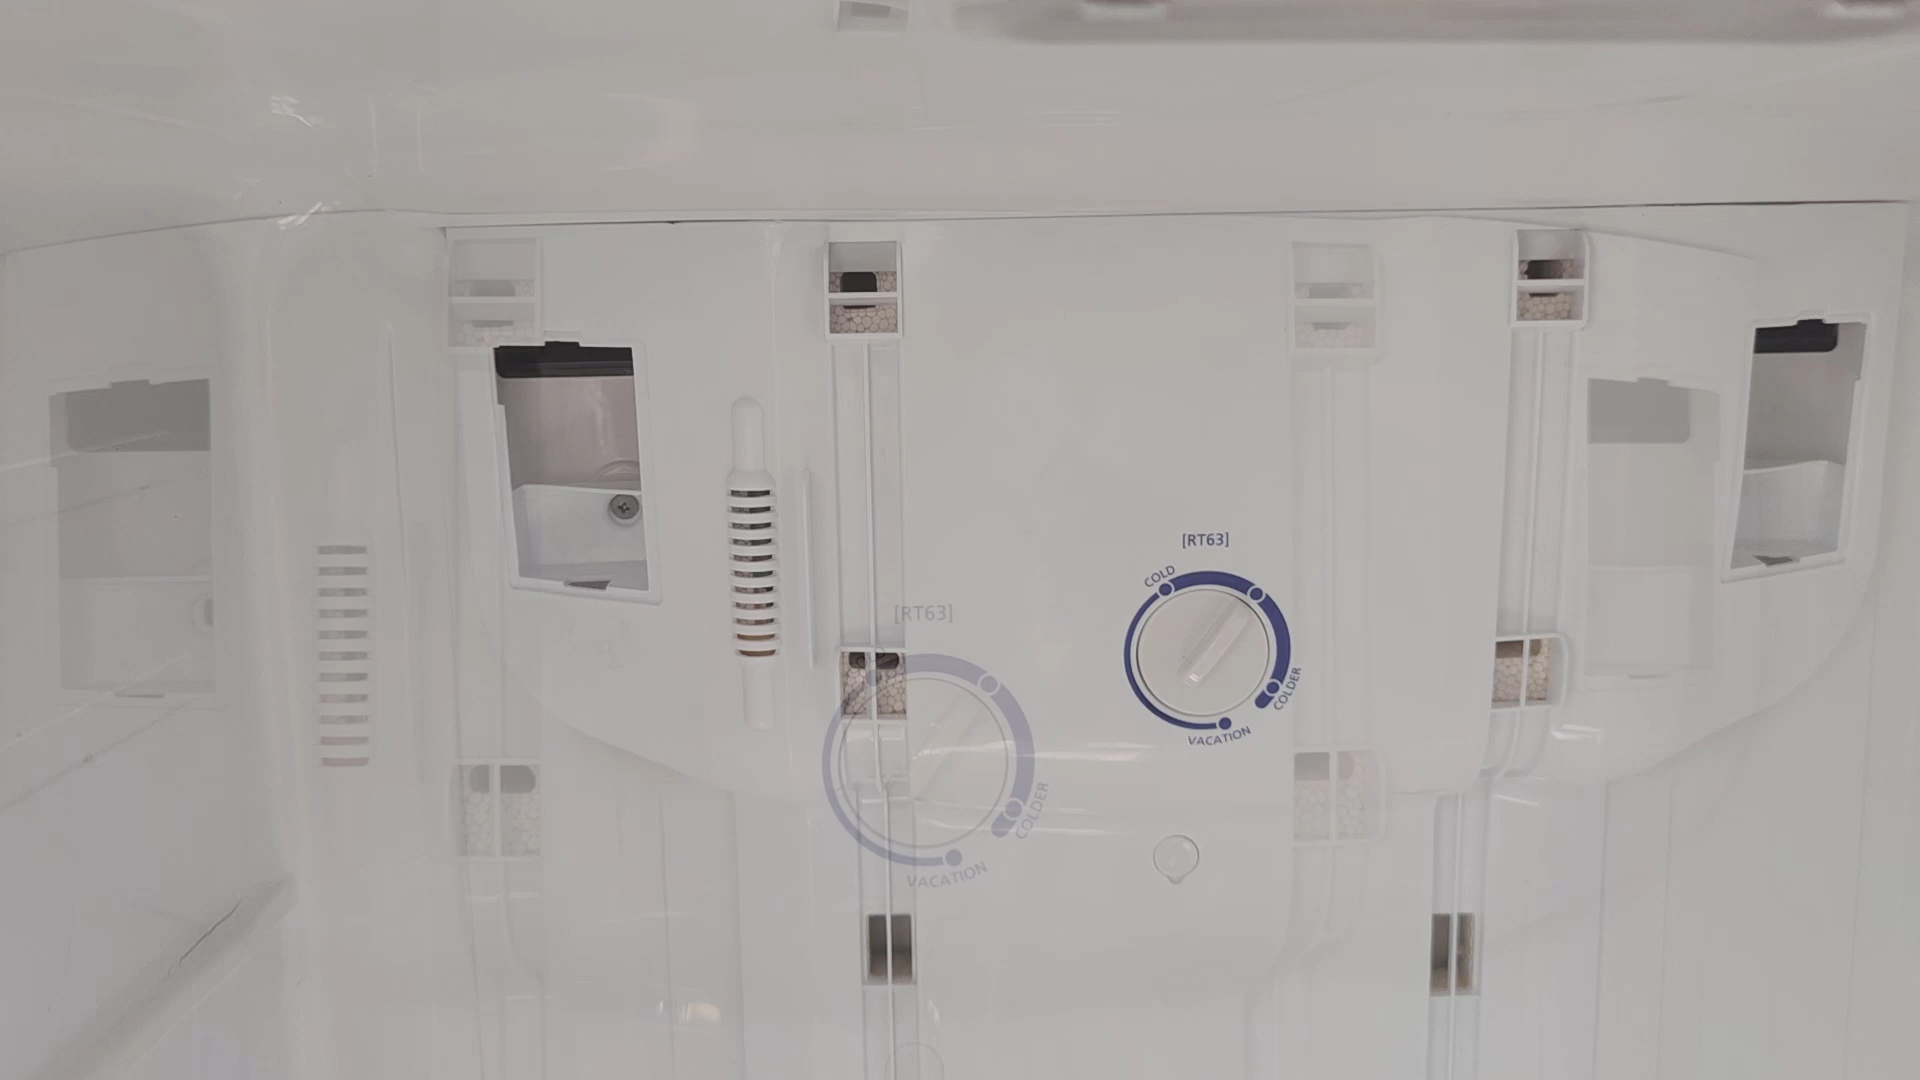 [RT63]
COLD
COLDER
VACATION
[RT63]
COLDER
VACATION